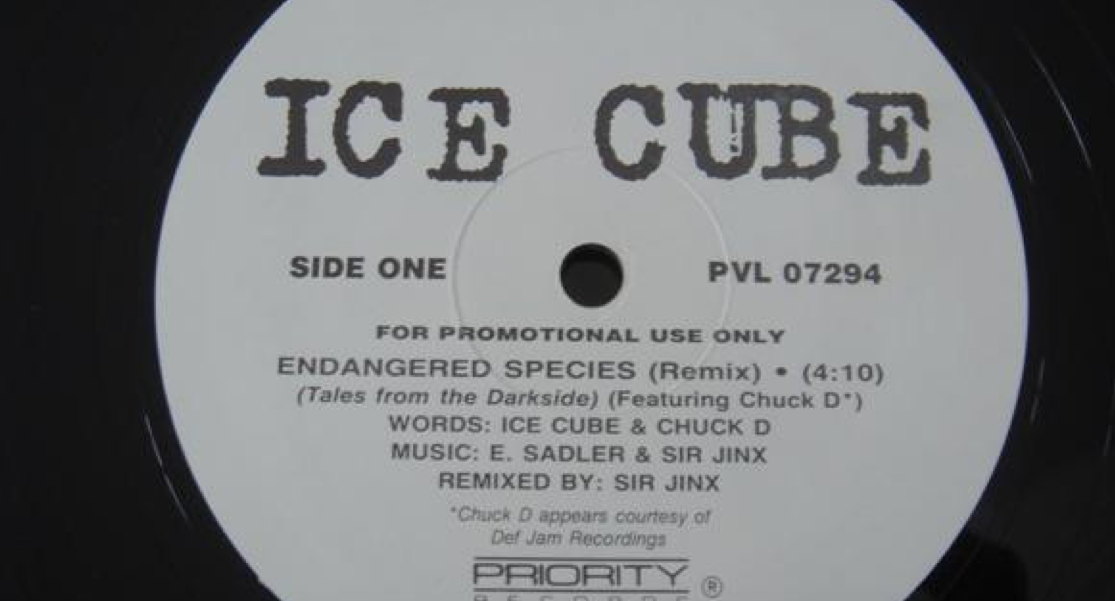 ICE CUBE
SIDE ONE PVL 07294
FOR PROMOTIONAL USE ONLY
ENDANGERED SPECIES (Remix) • (4:10)
(Tales from the Darkside) (Featuring Chuck D*)
WORDS: ICE CUBE & CHUCK D
MUSIC: E. SADLER & SIR JINX
REMIXED BY: SIR JINX
*Chuck D appears courtesy of
Def Jam Recordings
PRIORITY ®